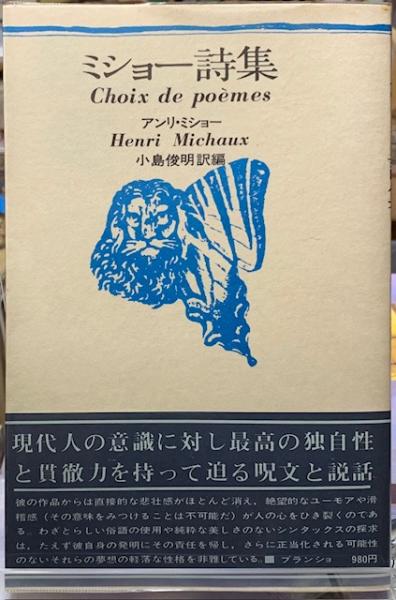 ミショー詩集
Choix de poèmes
アンリ・ミショー
Henri Michaux
小島俊明訳編
現代人の意識に対し最高の独自性
と貫徹力を持って迫る呪文と説話
彼の作品からは直接的な悲壮感がほとんど消え，絶望的なユーモアや滑
稽感（その意味をみつけることは不可能だ）が人の心をひき裂くのであ
る。わざとらしい俗語の使用や純粋な美しさのないシンタックスの探求
は，たえず彼自身の発明にその責任を帰し，さらに正当化される可能性
のないそれらの夢想の軽落な性格を非難している。■ ブランショ 980円